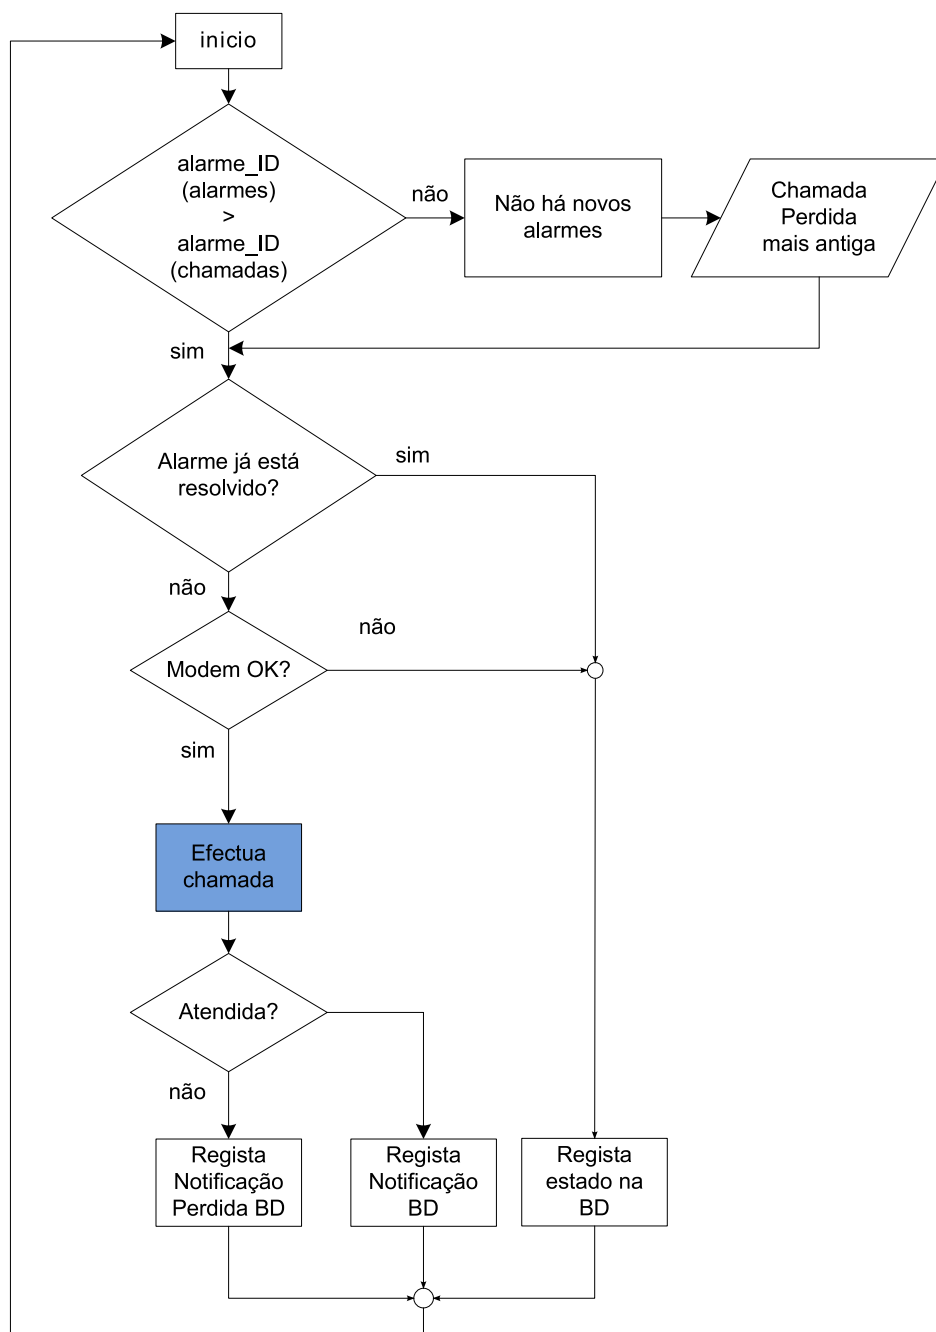 inicio
alarme_ID
(alarmes)
>
alarme_ID
(chamadas)
não
Não há novos
alarmes
Chamada
Perdida
mais antiga
sim
Alarme já está
resolvido?
sim
não
não
Modem OK?
sim
Efectua
chamada
Atendida?
não
Regista
Notificação
Perdida BD
Regista
Notificação
BD
Regista
estado na
BD